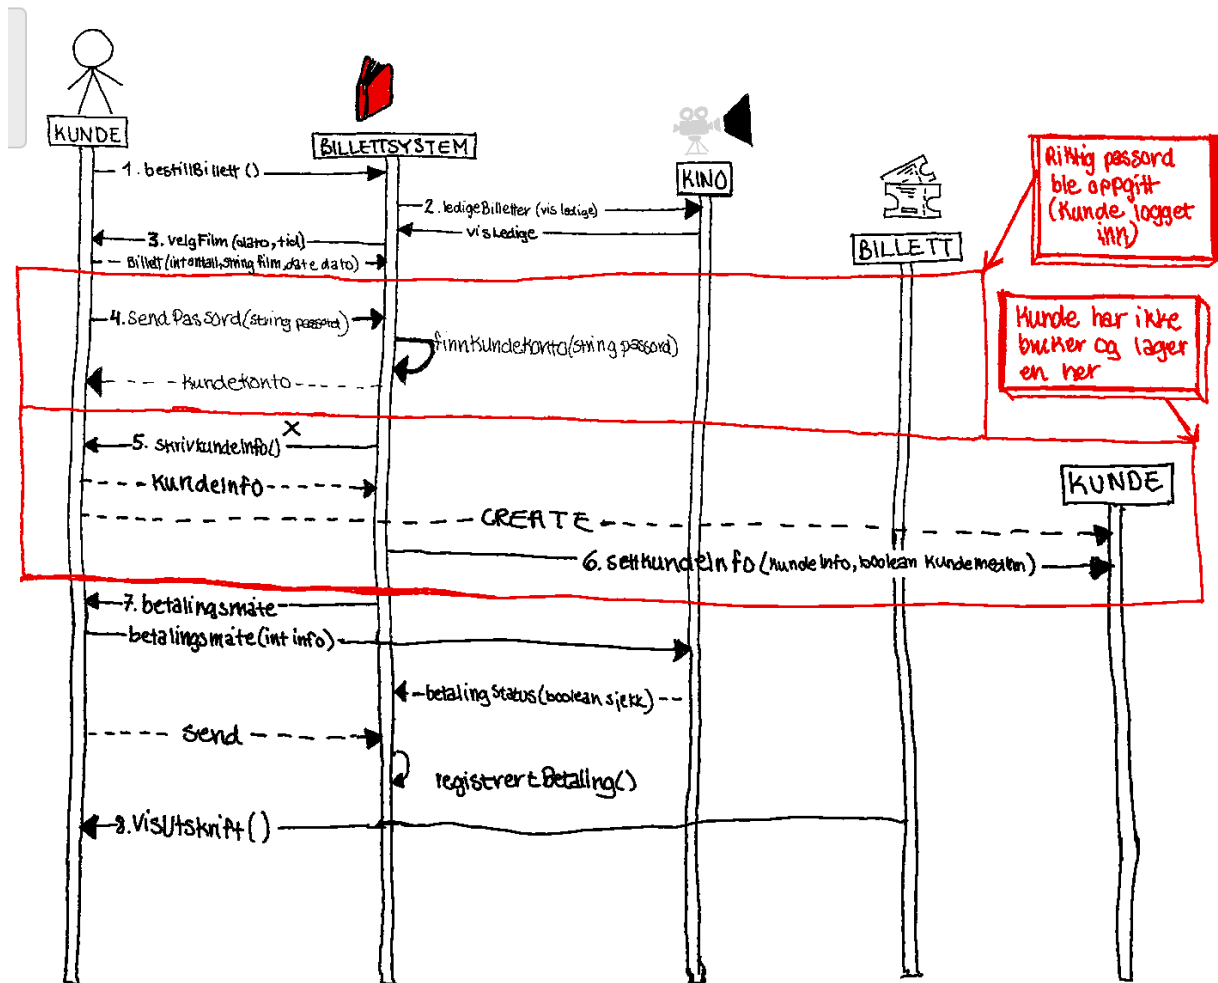 KUNDE
BILLETTSYSTEM
KINO
BILLETT
Riktig passord
ble oppgitt
(Kunde logget
inn)
1. bestillBillett ()
2. ledigeBilletter (vis ledige)
vis Ledige
3. velgFilm (dato, tid)
Billett (int antall, string film, date dato)
Kunde har ikke
bruker og lager
en her
4. Send Passord (string passord)
finnKundekonto (string passord)
Kundekonto
X
5. skrivkundeInfo()
KundeInfo
KUNDE
CREATE
6. settkundeInfo (kundeInfo, boolean Kundemedlem)
7. betalingsmåte
betalingsmåte (int info)
betaling Status (boolean sjekk)
Send
registrertBetaling()
8. VisUtskrift ()